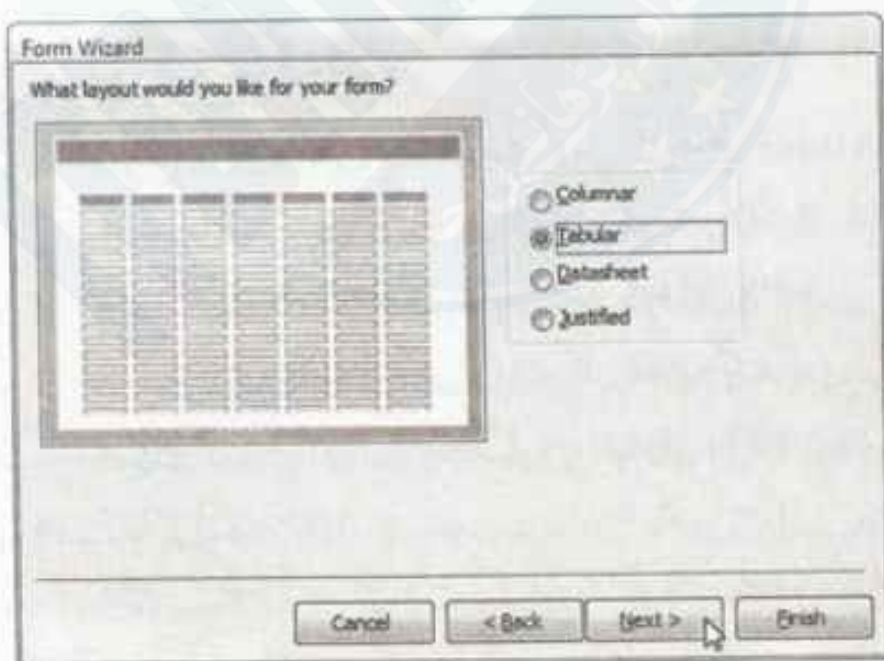 Form Wizard
What layout would you like for your form?
Columnar
Tabular
Datasheet
Justified
Cancel
< Back
Next >
Finish